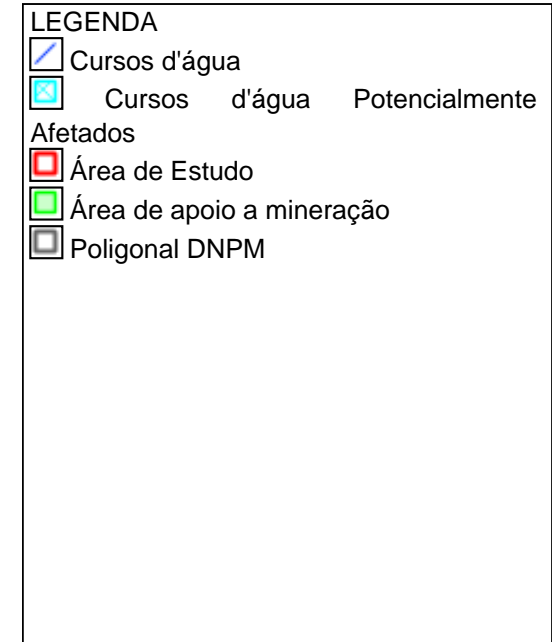 LEGENDA
Cursos d'água
Cursos d'água Potencialmente
Afetados
Área de Estudo
Área de apoio a mineração
Poligonal DNPM